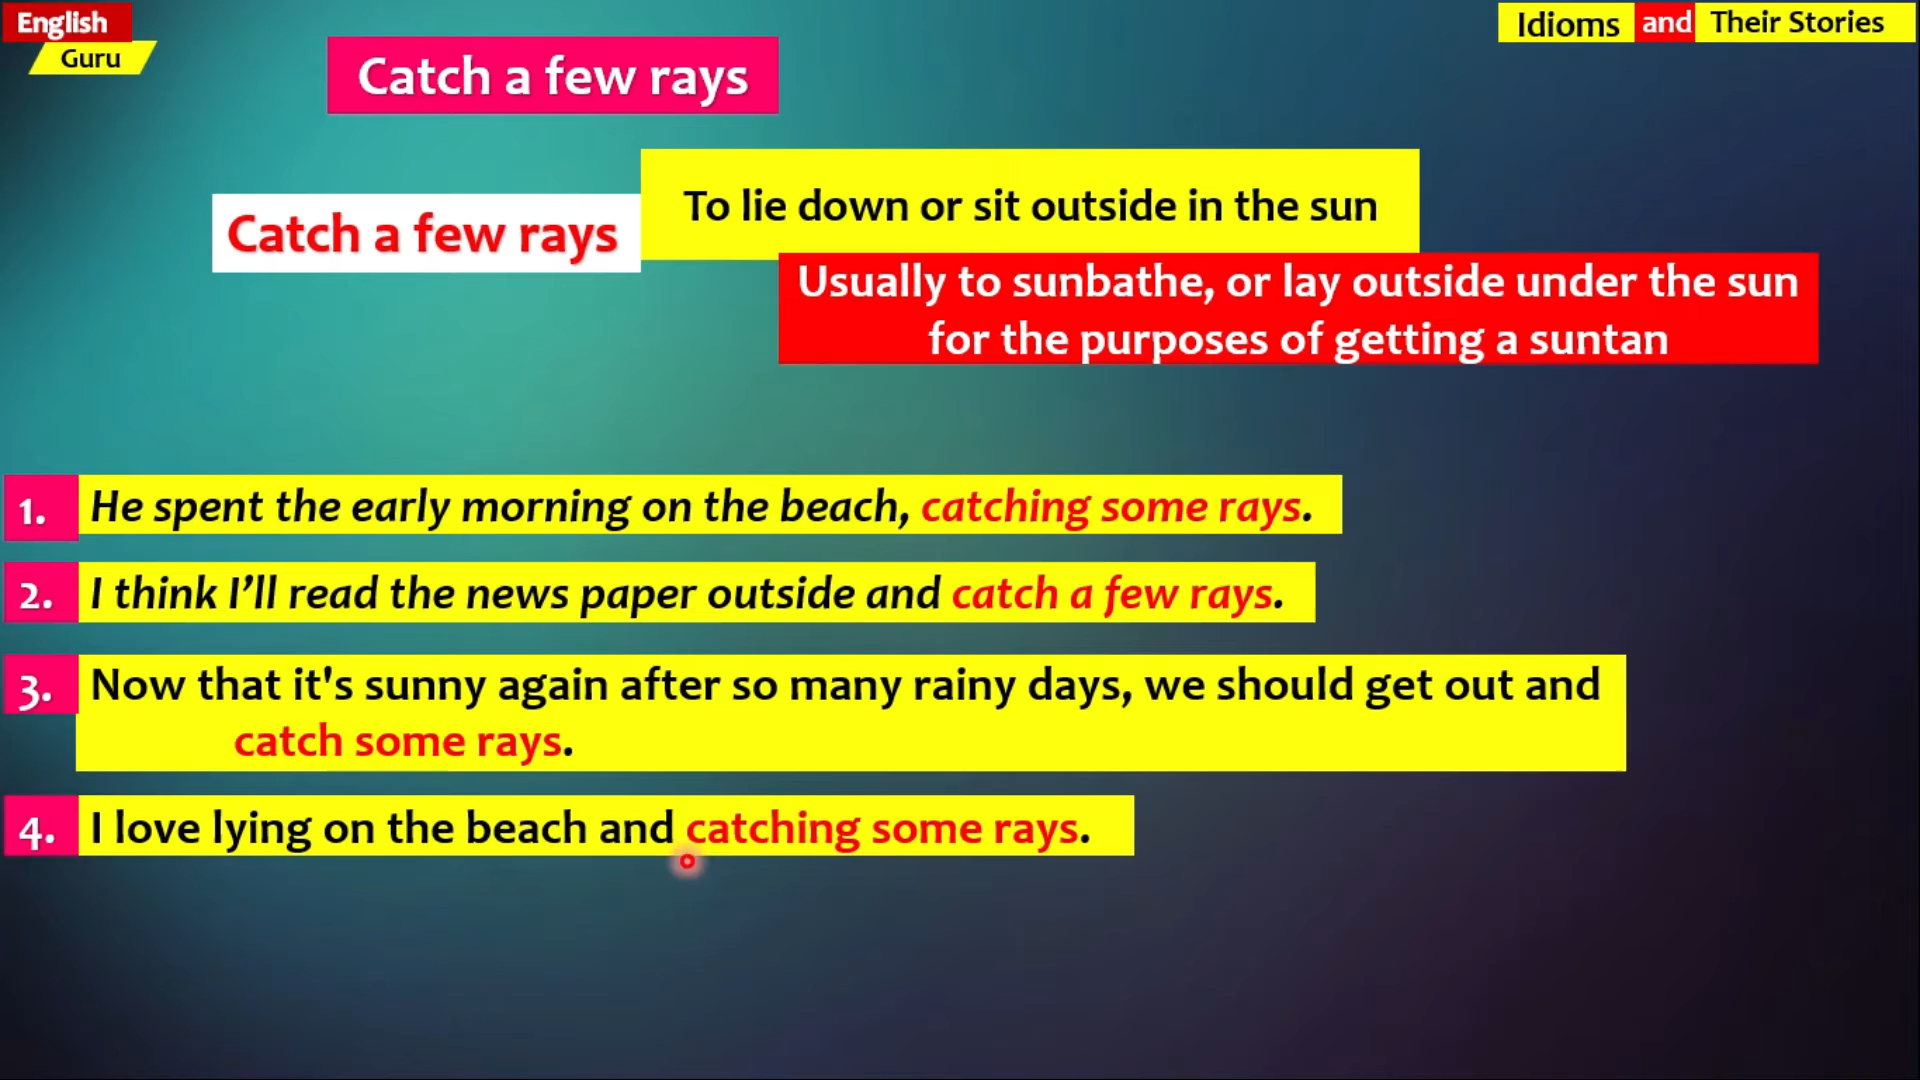 English
Guru
Idioms and Their Stories
Catch a few rays
Catch a few rays
To lie down or sit outside in the sun
Usually to sunbathe, or lay outside under the sun
for the purposes of getting a suntan
1. He spent the early morning on the beach, catching some rays.
2. I think I’ll read the news paper outside and catch a few rays.
3. Now that it's sunny again after so many rainy days, we should get out and
catch some rays.
4. I love lying on the beach and catching some rays.